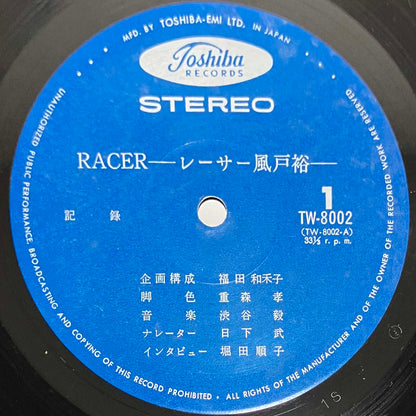 MFD. BY TOSHIBA-EMI LTD. IN JAPAN
Toshiba
RECORDS
STEREO
RACER—レーサー風戸裕—
記録
1
TW-8002
(TW-8002-A)
33⅓ r. p. m.
企画構成 福田和禾子
脚色 重森孝
音楽 渋谷毅
ナレーター 日下武
インタビュー 堀田順子
UNAUTHORIZED PUBLIC PERFORMANCE, BROADCASTING AND COPYING OF THIS RECORD PROHIBITED • ALL RIGHTS OF THE MANUFACTURER AND OF THE OWNER OF THE RECORDED WORK ARE RESERVED
1S